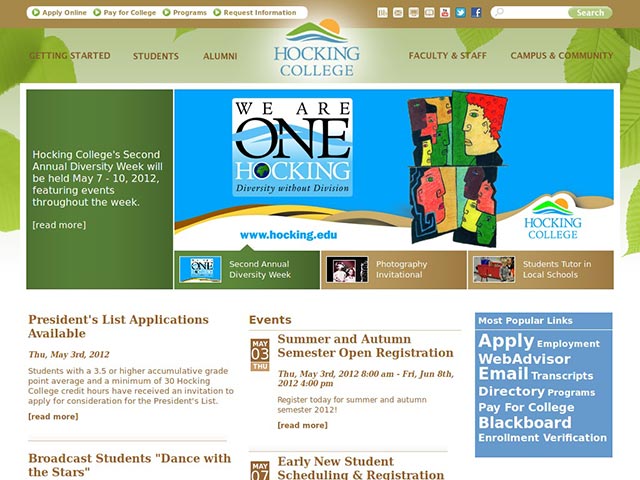 Apply Online
Pay for College
Programs
Request Information
Search
GETTING STARTED
STUDENTS
ALUMNI
HOCKING
COLLEGE
FACULTY & STAFF
CAMPUS & COMMUNITY
Hocking College's Second
Annual Diversity Week will
be held May 7 - 10, 2012,
featuring events
throughout the week.
[read more]
WE ARE
ONE
HOCKING
Diversity without Division
www.hocking.edu
HOCKING
COLLEGE
Second Annual
Diversity Week
Photography
Invitational
Students Tutor in
Local Schools
President's List Applications
Available
Thu, May 3rd, 2012
Students with a 3.5 or higher accumulative grade
point average and a minimum of 30 Hocking
College credit hours have received an invitation to
apply for consideration for the President's List.
[read more]
Broadcast Students "Dance with
the Stars"
Events
MAY
03
THU
Summer and Autumn
Semester Open Registration
Thu, May 3rd, 2012 8:00 am - Fri, Jun 8th,
2012 4:00 pm
Register today for summer and autumn
semester 2012!
[read more]
MAY
07
Early New Student
Scheduling & Registration
Most Popular Links
Apply Employment
WebAdvisor
Email Transcripts
Directory Programs
Pay For College
Blackboard
Enrollment Verification